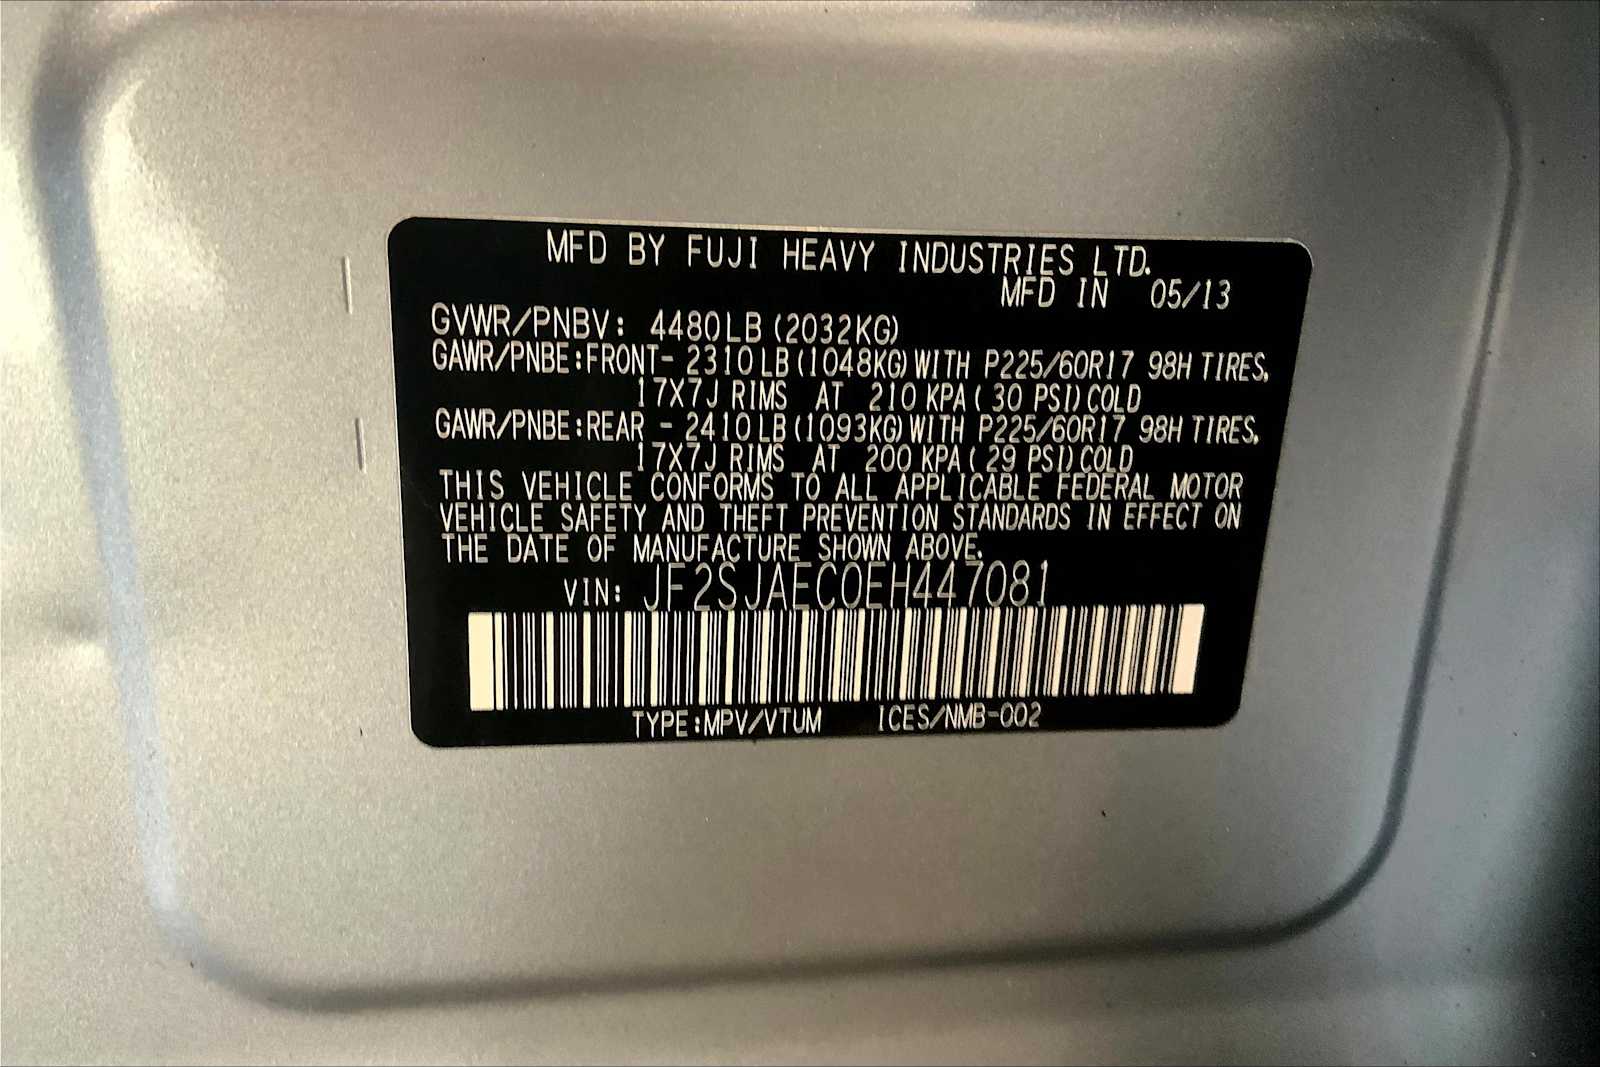 MFD BY FUJI HEAVY INDUSTRIES LTD.
MFD IN 05/13
GVWR/PNBV: 4480LB (2032KG)
GAWR/PNBE:FRONT- 2310LB (1048KG) WITH P225/60R17 98H TIRES,
17X7J RIMS AT 210 KPA ( 30 PSI) COLD
GAWR/PNBE:REAR - 2410LB (1093KG) WITH P225/60R17 98H TIRES,
17X7J RIMS AT 200 KPA ( 29 PSI) COLD
THIS VEHICLE CONFORMS TO ALL APPLICABLE FEDERAL MOTOR
VEHICLE SAFETY AND THEFT PREVENTION STANDARDS IN EFFECT ON
THE DATE OF MANUFACTURE SHOWN ABOVE.
VIN: JF2SJAEC0EH447081
TYPE:MPV/VTUM ICES/NMB-002